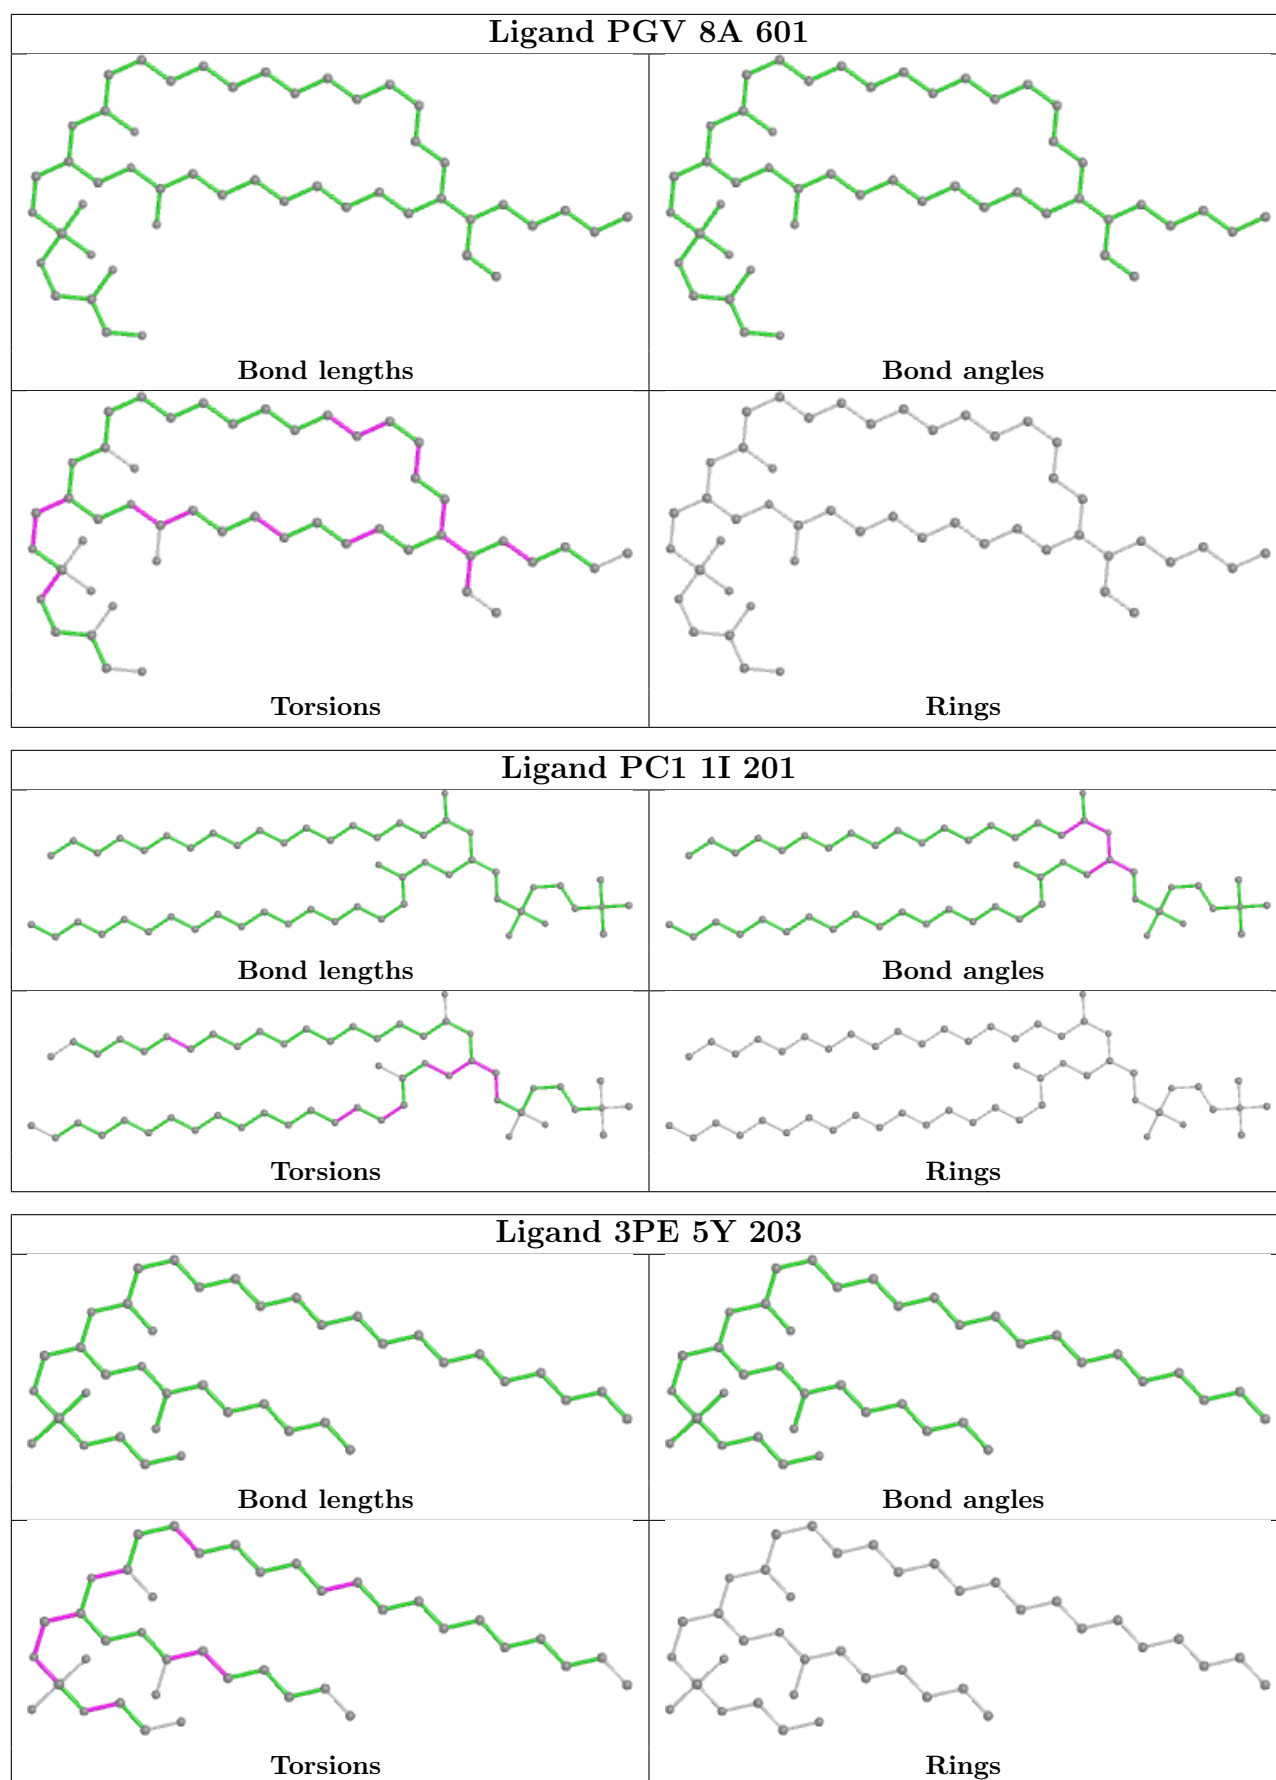 Ligand PGV 8A 601
Bond lengths
Bond angles
Torsions
Rings
Ligand PC1 1I 201
Bond lengths
Bond angles
Torsions
Rings
Ligand 3PE 5Y 203
Bond lengths
Bond angles
Torsions
Rings